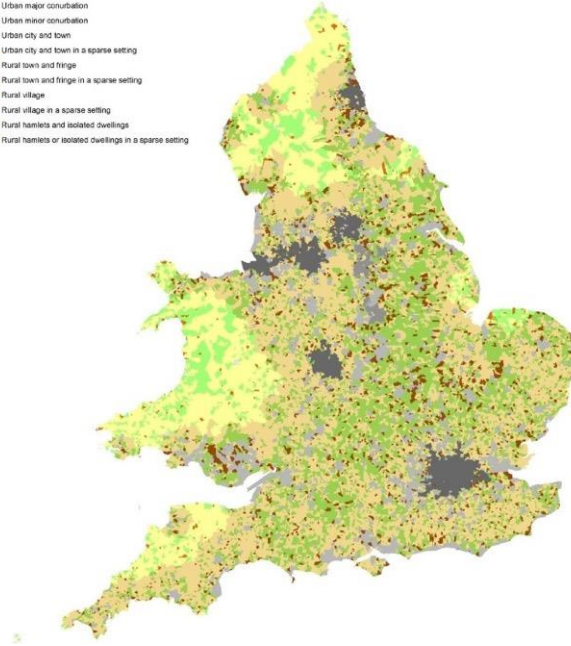 Urban major conurbation
Urban minor conurbation
Urban city and town
Urban city and town in a sparse setting
Rural town and fringe
Rural town and fringe in a sparse setting
Rural village
Rural village in a sparse setting
Rural hamlets and isolated dwellings
Rural hamlets or isolated dwellings in a sparse setting